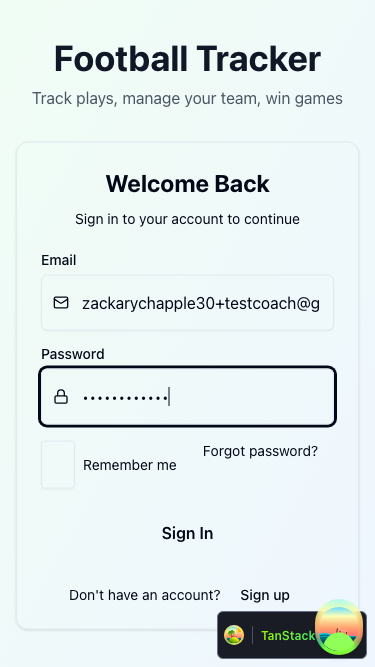 Football Tracker
Track plays, manage your team, win games
Welcome Back
Sign in to your account to continue
Email
zackarychapple30+testcoach@g
Password
••••••••••••
Remember me
Forgot password?
Sign In
Don't have an account? Sign up
TanStack